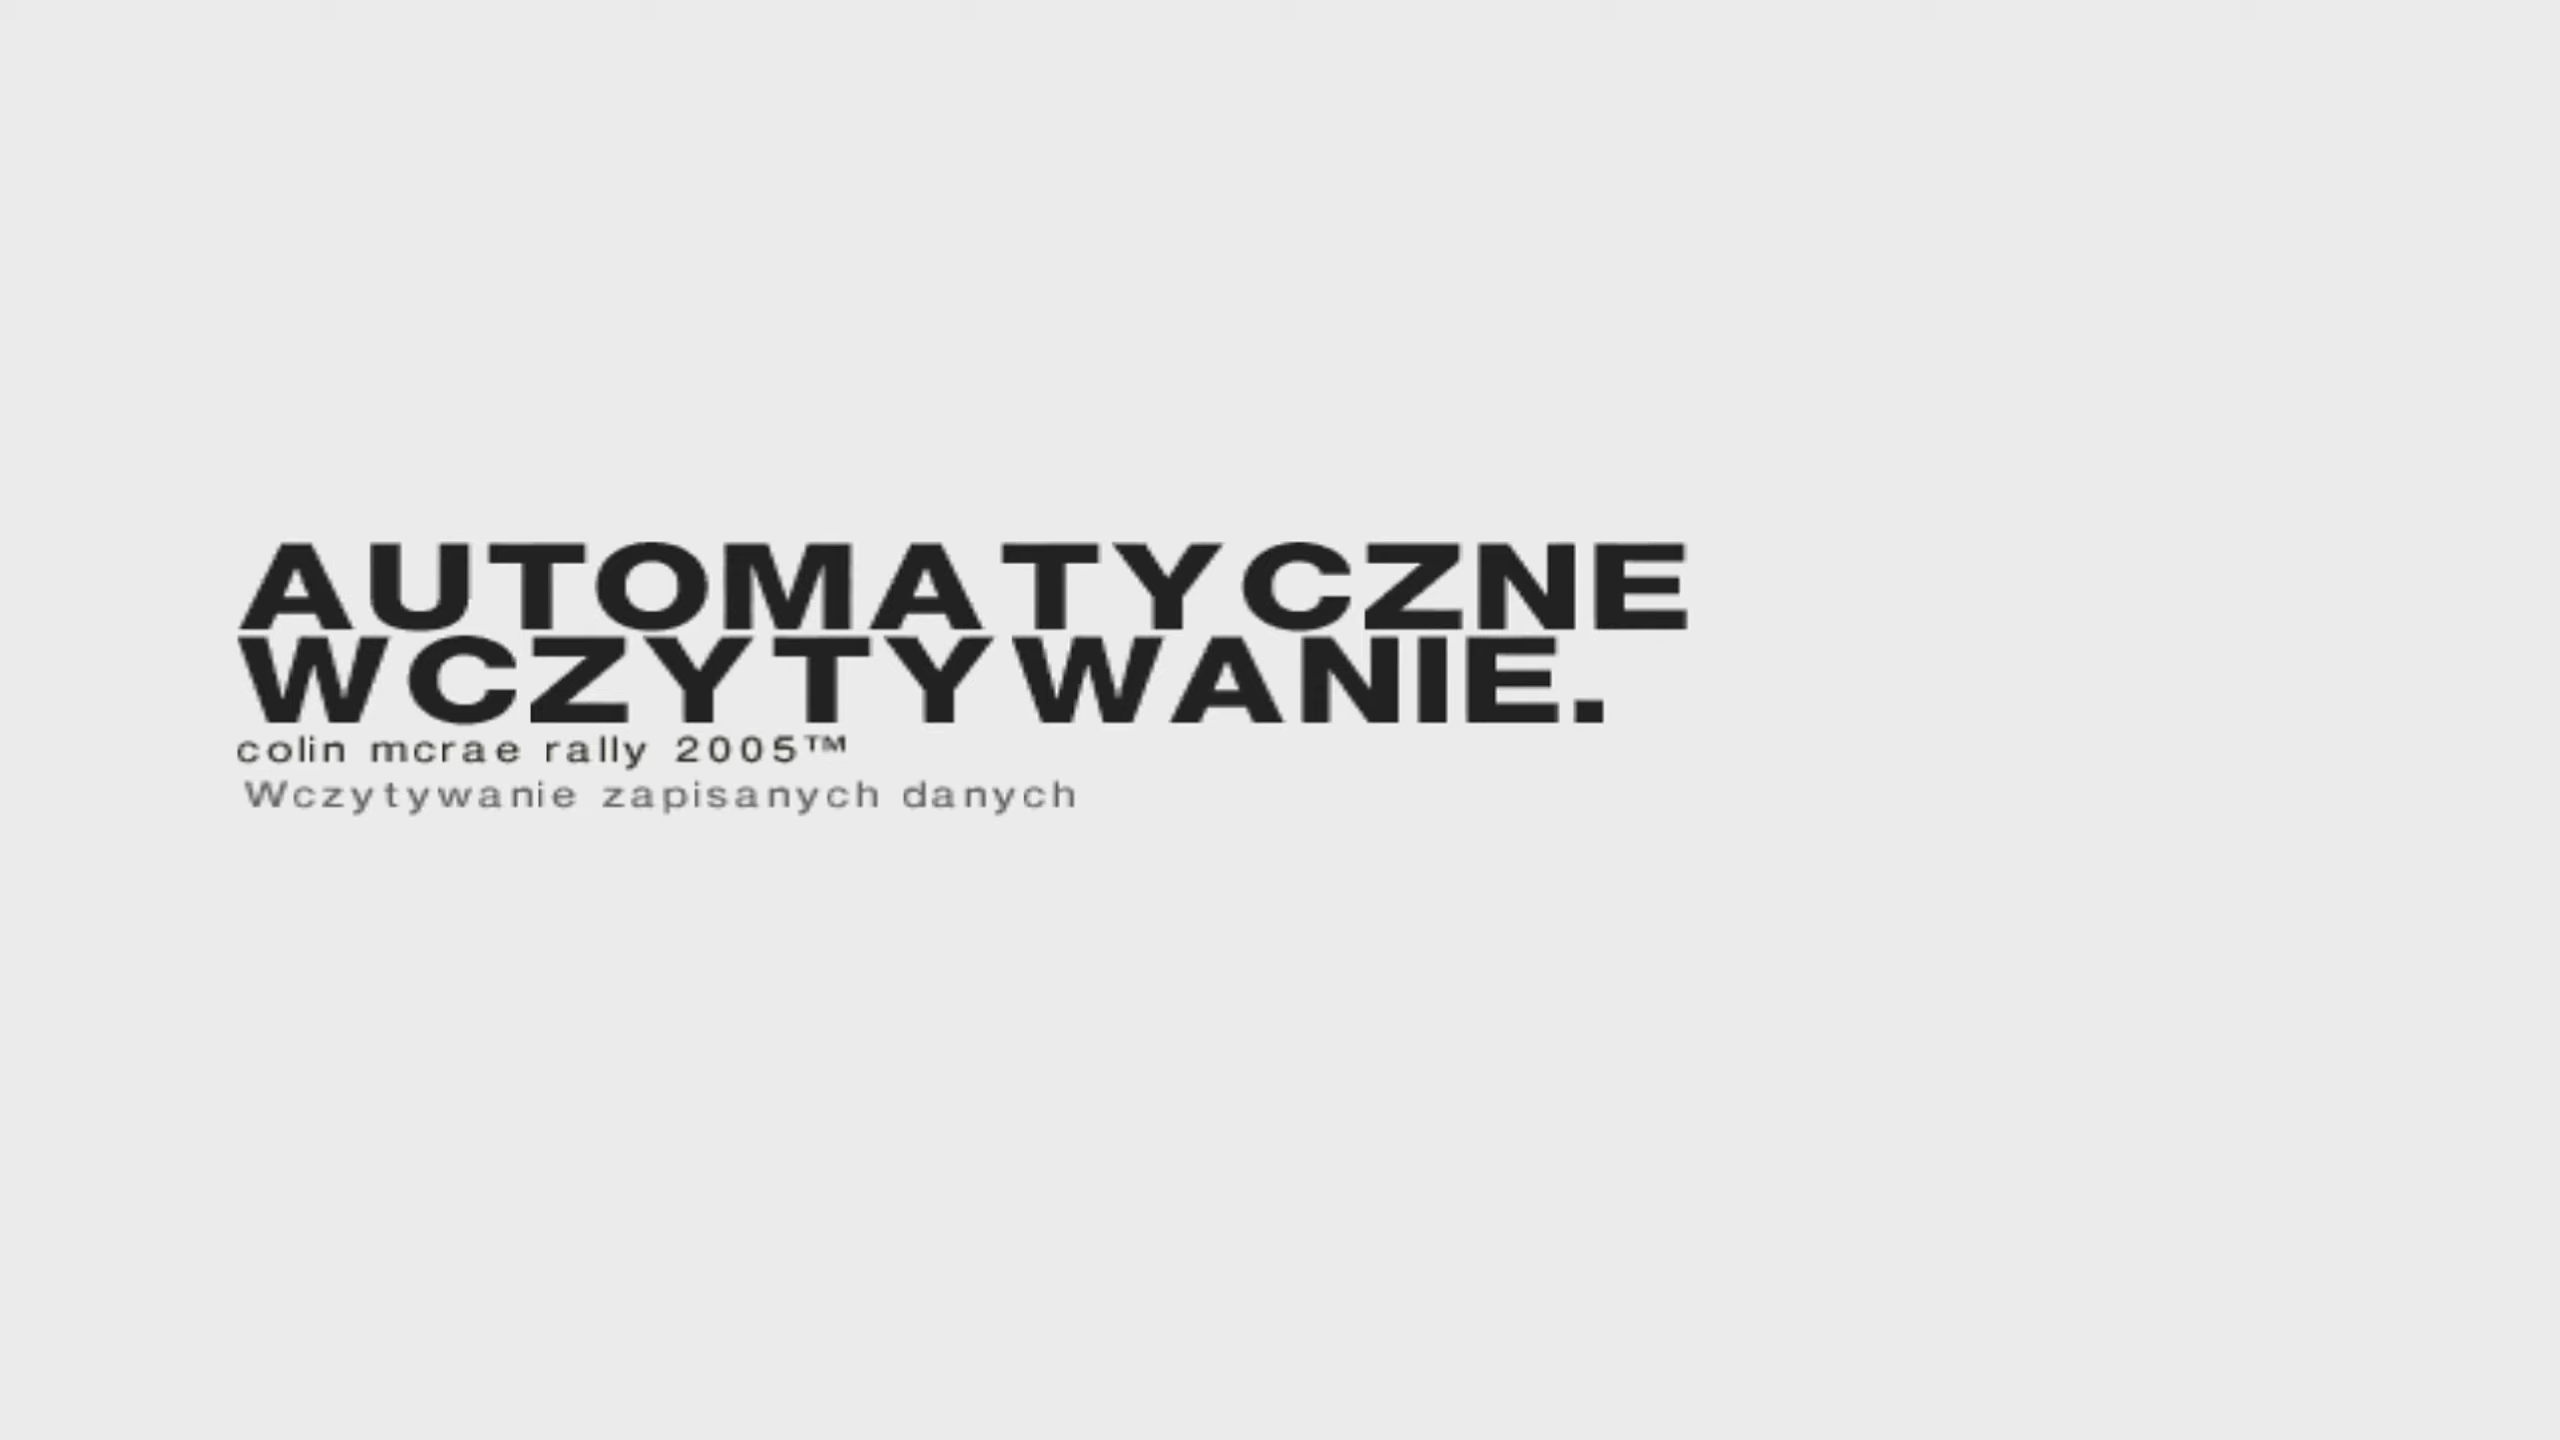 AUTOMATYCZNE
WCZYTYWANIE.
colin mcrae rally 2005™
Wczytywanie zapisanych danych